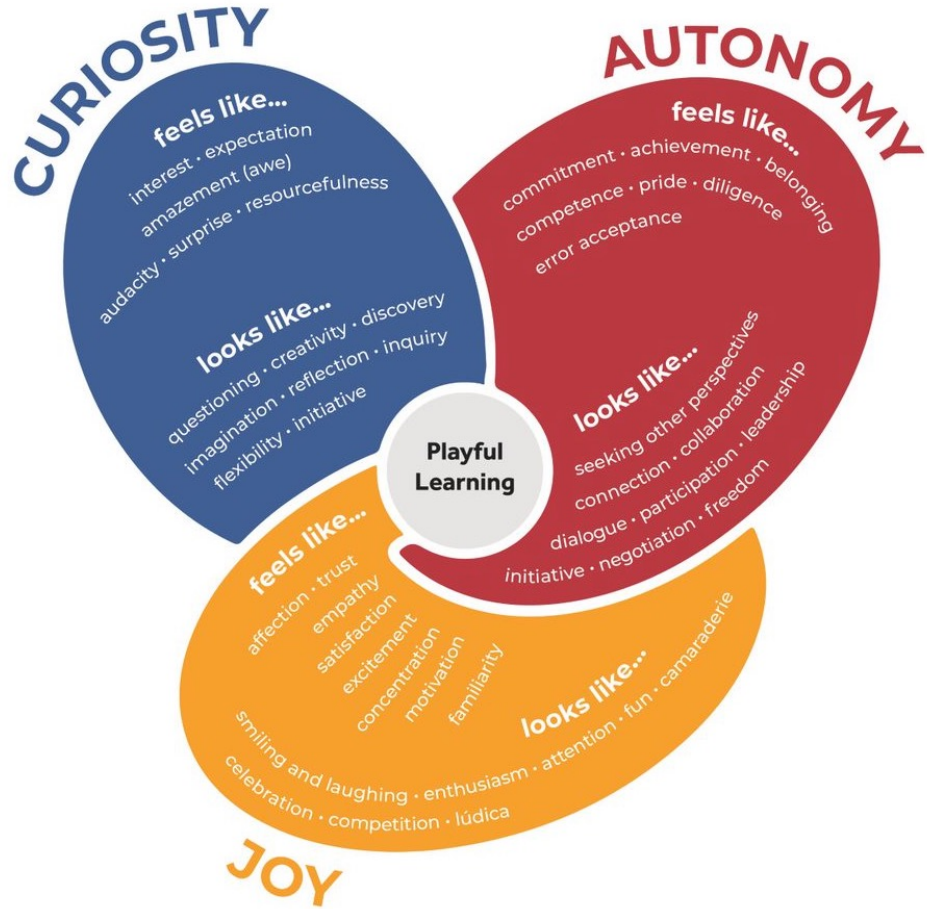 CURIOSITY
feels like...
interest • expectation
amazement (awe)
audacity • surprise • resourcefulness
looks like...
questioning • creativity • discovery
imagination • reflection • inquiry
flexibility • initiative
AUTONOMY
feels like...
commitment • achievement • belonging
competence • pride • diligence
error acceptance
looks like...
seeking other perspectives
connection • collaboration
dialogue • participation • leadership
initiative • negotiation • freedom
Playful
Learning
feels like...
affection • trust
empathy
satisfaction
excitement
concentration
motivation
familiarity
looks like...
smiling and laughing • enthusiasm • attention • fun • camaraderie
celebration • competition • lúdica
JOY